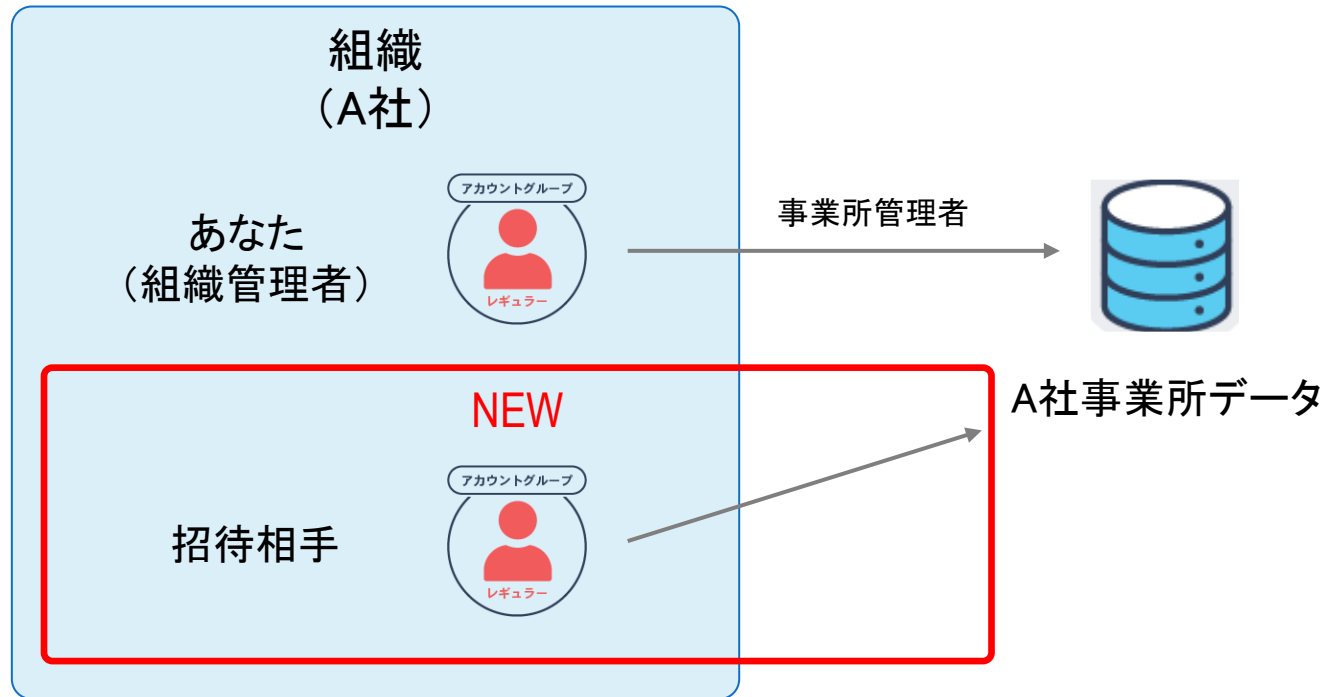 組織
（A社）
アカウントグループ
あなた
（組織管理者）
レギュラー
事業所管理者
A社事業所データ
NEW
アカウントグループ
招待相手
レギュラー